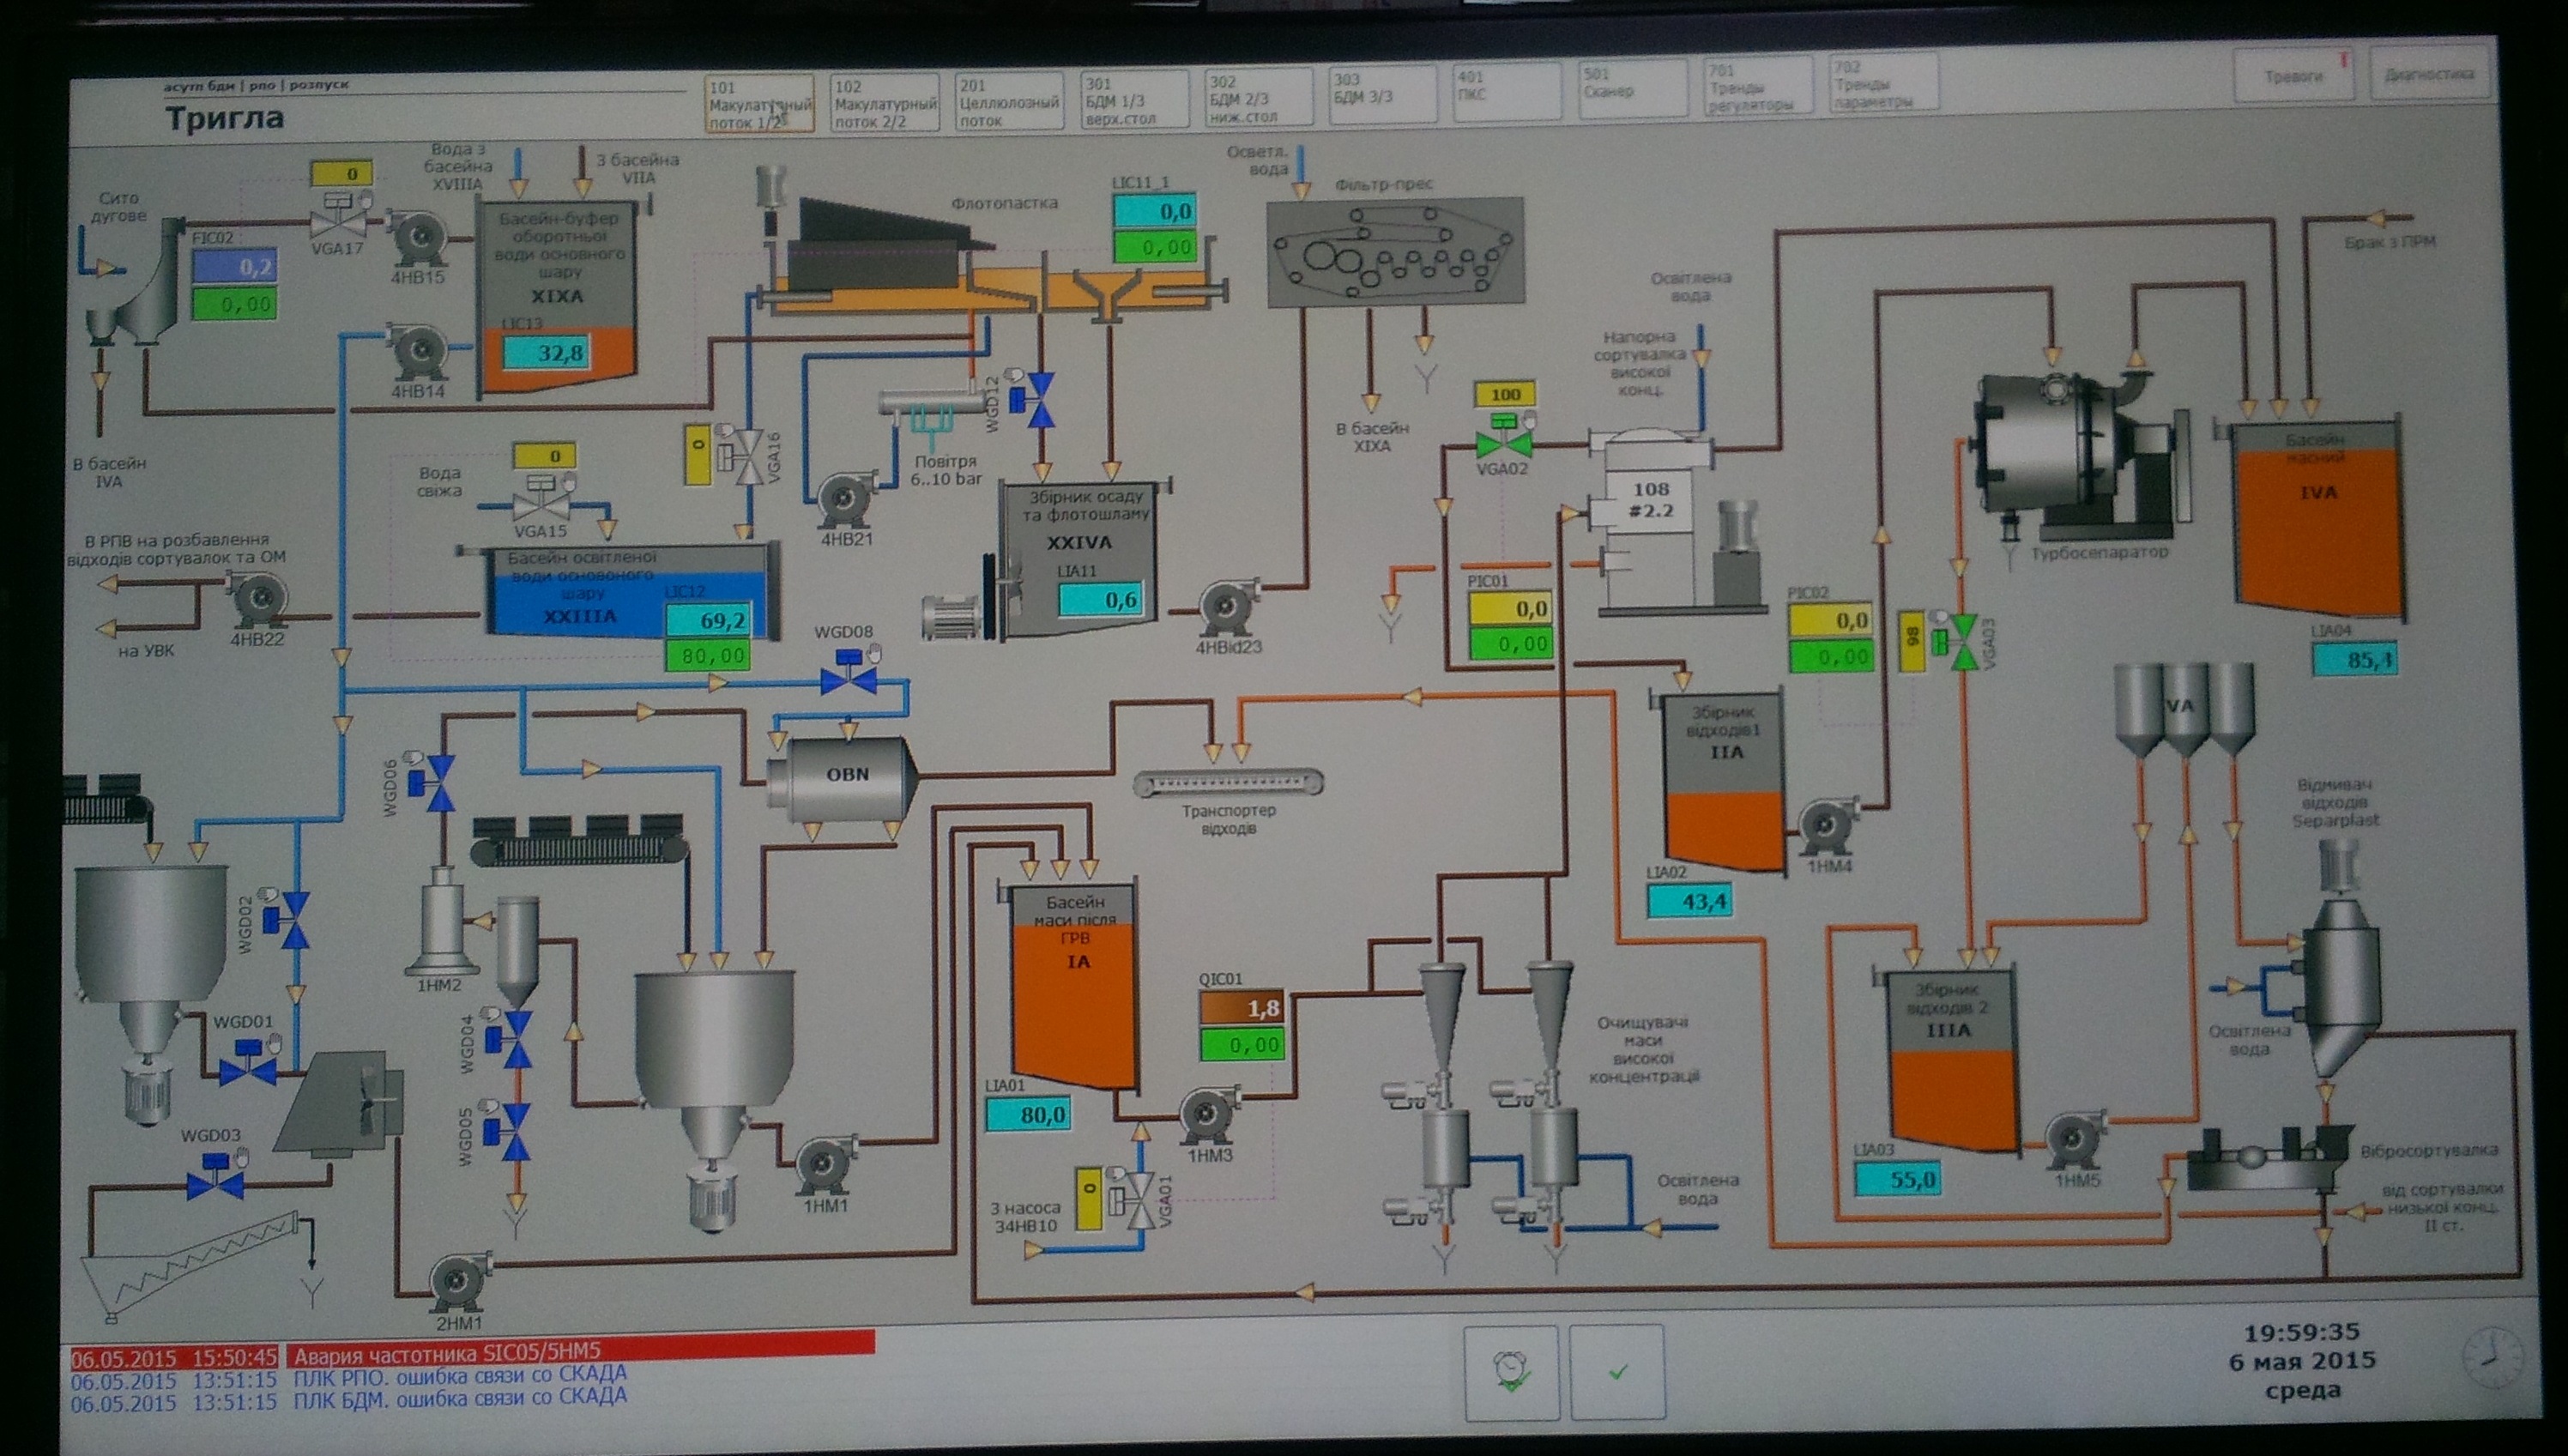 асутп бдм | рпо | розпуск
Тригла
101
Макулатурный
поток 1/2
102
Макулатурный
поток 2/2
201
Целлюлозный
поток
301
БДМ 1/3
верх.стол
302
БДМ 2/3
ниж.стол
303
БДМ 3/3
401
ПКС
501
Сканер
701
Тренды
регуляторы
702
Тренды
параметры
Тревоги
Диагностика
Сито
дугове
FIC02
0,2
0,00
0
VGA17
4НВ15
4НВ14
Вода з
басейна
XVIIIA
З басейна
VIIA
Басейн-буфер
оборотньої
води основного
шару
XIXA
LIC13
32,8
Флотопастка
LIC11_1
0,0
0,00
Осветл.
вода
Фільтр-прес
Освітлена
вода
Напорна
сортувалка
високої
конц.
Брак з ПРМ
В басейн
IVA
Вода
свіжа
0
VGA15
0
VGA16
WGD12
Повітря
6..10 bar
4НВ21
В басейн
XIXA
100
VGA02
108
#2.2
Турбосепаратор
Басейн
масний
IVA
LIA04
85,4
В РПВ на розбавлення
відходів сортувалок та ОМ
на УВК
4НВ22
Басейн освітленої
води основоного
шару
XXIIIA
LIC12
69,2
80,00
Збірник осаду
та флотошламу
XXIVA
LIA11
0,6
4HBid23
PIC01
0,0
0,00
PIC02
0,0
0,00
98
VGA03
WGD08
OBN
Транспортер
відходів
Збірник
відходів1
IIA
LIA02
43,4
1НМ4
VA
Відмивач
відходів
Separplast
WGD06
WGD02
WGD01
WGD03
1НМ2
WGD04
WGD05
1НМ1
2НМ1
Басейн
маси після
ГРВ
IA
LIA01
80,0
QIC01
1,8
0,00
1НМ3
З насоса
34НВ10
0
VGA01
Очищувачі
маси
високої
концентрації
Освітлена
вода
Збірник
відходів 2
IIIA
LIA03
55,0
1НМ5
Освітлена
вода
Вібросортувалка
від сортувалки
низької конц.
II ст.
06.05.2015 15:50:45 Авария частотника SIC05/5HM5
06.05.2015 13:51:15 ПЛК РПО. ошибка связи со СКАДА
06.05.2015 13:51:15 ПЛК БДМ. ошибка связи со СКАДА
19:59:35
6 мая 2015
среда